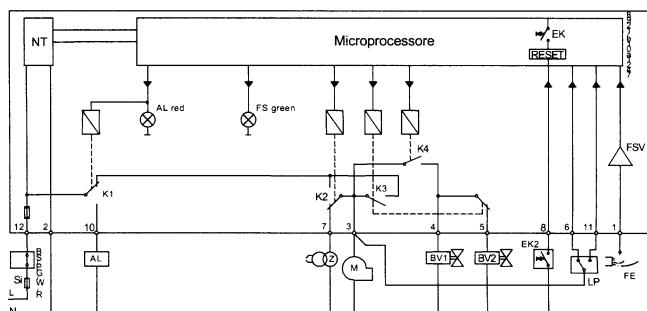 NT
Microprocessore
EK
RESET
AL red
FS green
FSV
K4
K1
K2
K3
12
2
10
7
3
4
5
8
6
11
1
EK2
Si
AL
Z
M
BV1
BV2
LP
FE
L
N
R
W
G